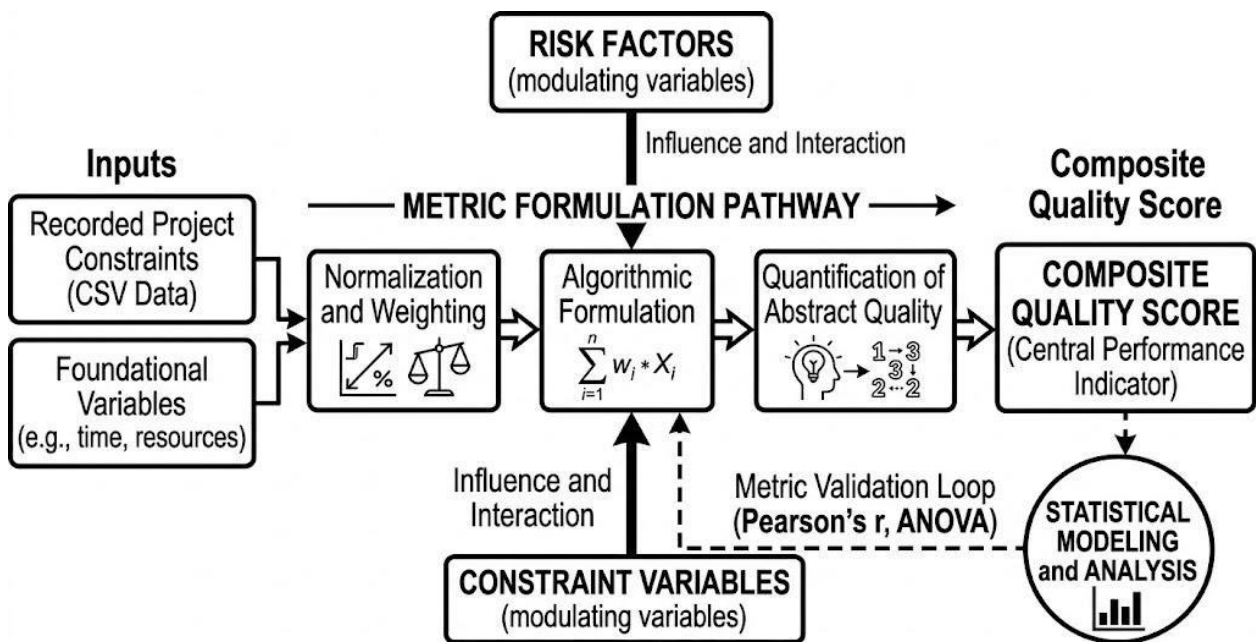 RISK FACTORS
(modulating variables)
Influence and Interaction
Inputs
Composite
Quality Score
METRIC FORMULATION PATHWAY
Recorded Project
Constraints
(CSV Data)
Foundational
Variables
(e.g., time, resources)
Normalization
and Weighting
%
Algorithmic
Formulation
n
∑ wᵢ * Xᵢ
i=1
Quantification of
Abstract Quality
1→3
3↓
2···2
COMPOSITE
QUALITY SCORE
(Central Performance
Indicator)
Influence and
Interaction
Metric Validation Loop
(Pearson's r, ANOVA)
STATISTICAL
MODELING
and ANALYSIS
CONSTRAINT VARIABLES
(modulating variables)